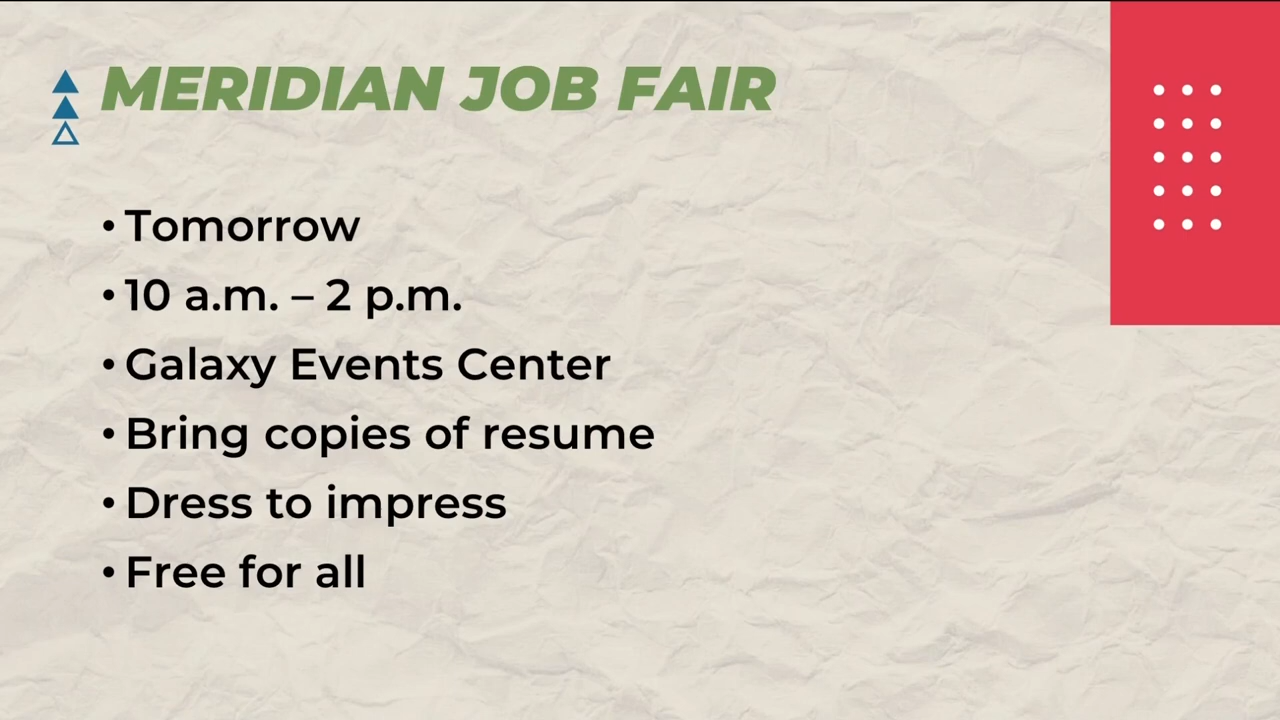 MERIDIAN JOB FAIR
• Tomorrow
• 10 a.m. – 2 p.m.
• Galaxy Events Center
• Bring copies of resume
• Dress to impress
• Free for all